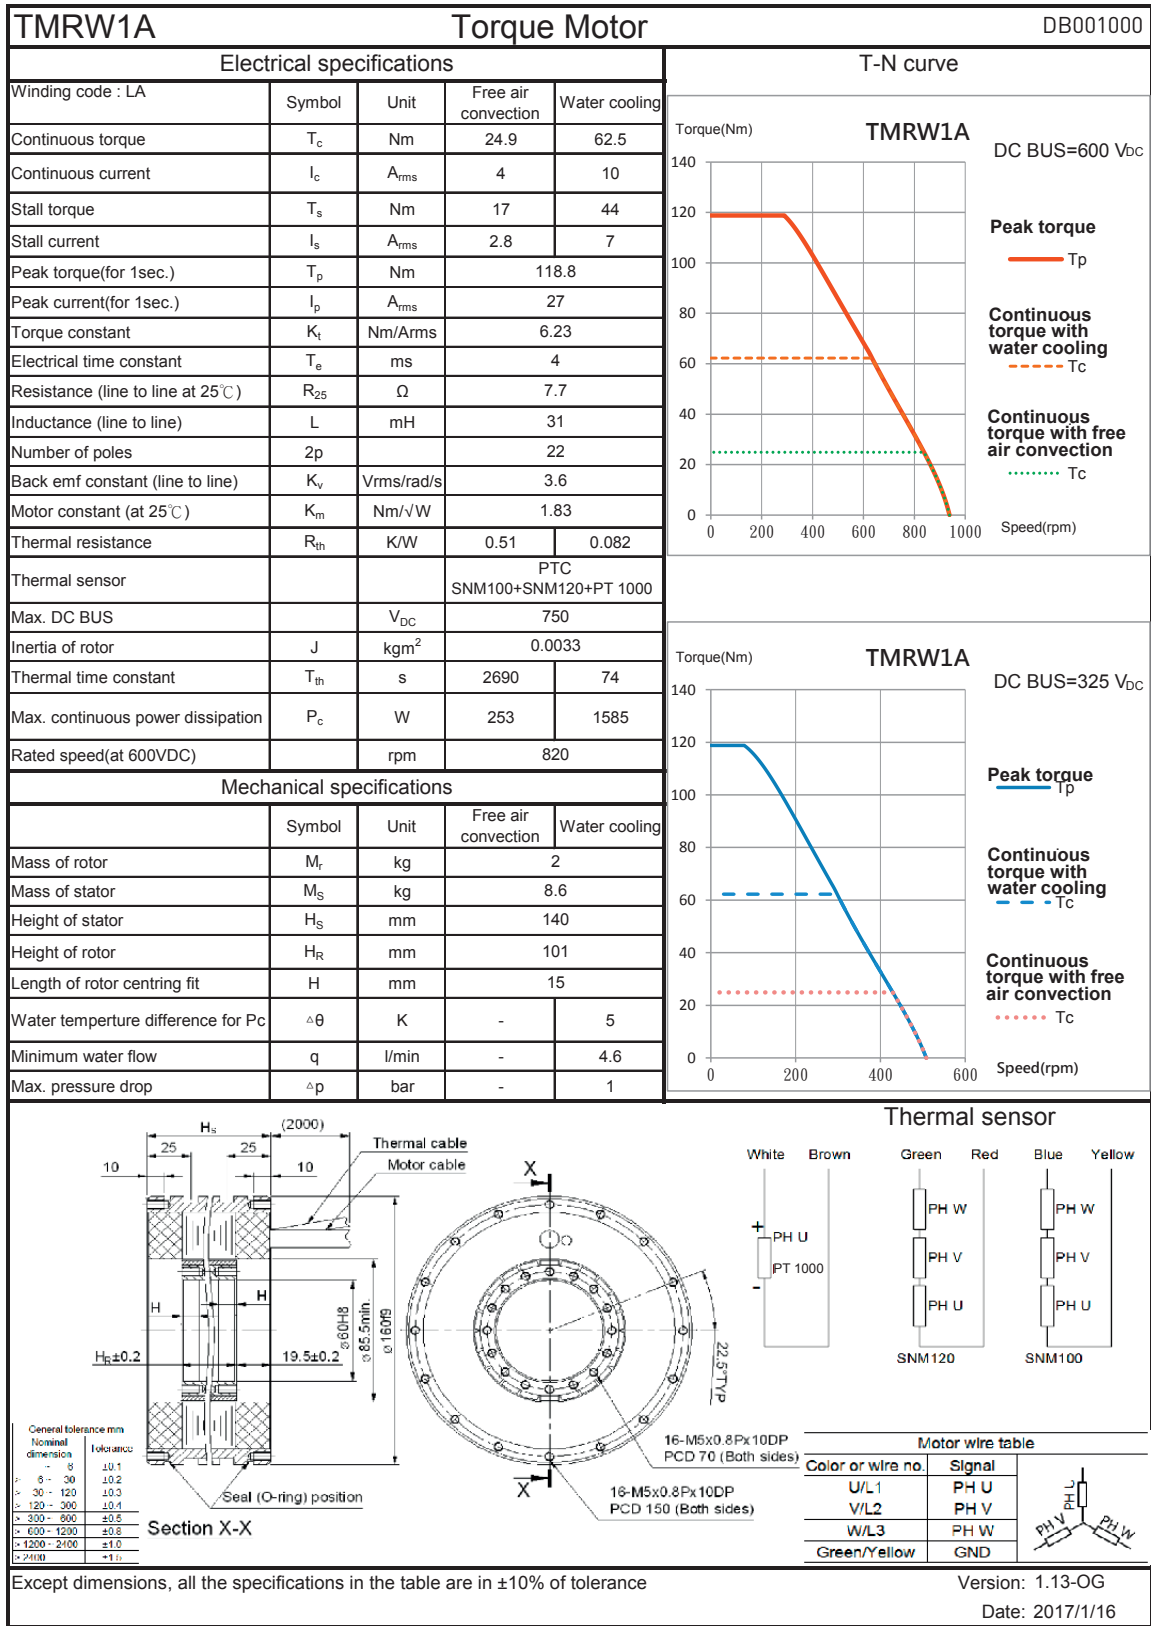 TMRW1A Torque Motor DB001000
Electrical specifications
Winding code : LA Symbol Unit Free air convection Water cooling
Continuous torque Tc Nm 24.9 62.5
Continuous current Ic Arms 4 10
Stall torque Ts Nm 17 44
Stall current Is Arms 2.8 7
Peak torque(for 1sec.) Tp Nm 118.8
Peak current(for 1sec.) Ip Arms 27
Torque constant Kt Nm/Arms 6.23
Electrical time constant Te ms 4
Resistance (line to line at 25℃) R25 Ω 7.7
Inductance (line to line) L mH 31
Number of poles 2p 22
Back emf constant (line to line) Kv Vrms/rad/s 3.6
Motor constant (at 25℃) Km Nm/√W 1.83
Thermal resistance Rth K/W 0.51 0.082
Thermal sensor PTC SNM100+SNM120+PT 1000
Max. DC BUS VDC 750
Inertia of rotor J kgm² 0.0033
Thermal time constant Tth s 2690 74
Max. continuous power dissipation Pc W 253 1585
Rated speed(at 600VDC) rpm 820
Mechanical specifications
Symbol Unit Free air convection Water cooling
Mass of rotor Mr kg 2
Mass of stator MS kg 8.6
Height of stator HS mm 140
Height of rotor HR mm 101
Length of rotor centring fit H mm 15
Water temperture difference for Pc △θ K - 5
Minimum water flow q l/min - 4.6
Max. pressure drop △p bar - 1
T-N curve
Torque(Nm) TMRW1A
DC BUS=600 VDC
140
120
100
80
60
40
20
0
0 200 400 600 800 1000 Speed(rpm)
Peak torque
Tp
Continuous
torque with
water cooling
Tc
Continuous
torque with free
air convection
Tc
Torque(Nm) TMRW1A
DC BUS=325 VDC
140
120
100
80
60
40
20
0
0 200 400 600 Speed(rpm)
Peak torque
Tp
Continuous
torque with
water cooling
Tc
Continuous
torque with free
air convection
Tc
Hs (2000)
25 25
10 10
Thermal cable
Motor cable
H H
HR±0.2 19.5±0.2
⌀60H8
⌀85.5min.
⌀160f9
Seal (O-ring) position
Section X-X
X
X
22.5°TYP
16-M5x0.8Px10DP
PCD 70 (Both sides)
16-M5x0.8Px10DP
PCD 150 (Both sides)
General tolerance mm
Nominal dimension Tolerance
~ 6 ±0.1
> 6 ~ 30 ±0.2
> 30 ~ 120 ±0.3
> 120 ~ 300 ±0.4
> 300 ~ 600 ±0.5
> 600 ~ 1200 ±0.8
> 1200 ~ 2400 ±1.0
> 2400 ±1.5
Thermal sensor
White Brown Green Red Blue Yellow
+
PH U
PT 1000
-
PH W
PH V
PH U
SNM120
PH W
PH V
PH U
SNM100
Motor wire table
Color or wire no. Signal
U/L1 PH U
V/L2 PH V
W/L3 PH W
Green/Yellow GND
PH U
PH V
PH W
Except dimensions, all the specifications in the table are in ±10% of tolerance
Version: 1.13-OG
Date: 2017/1/16